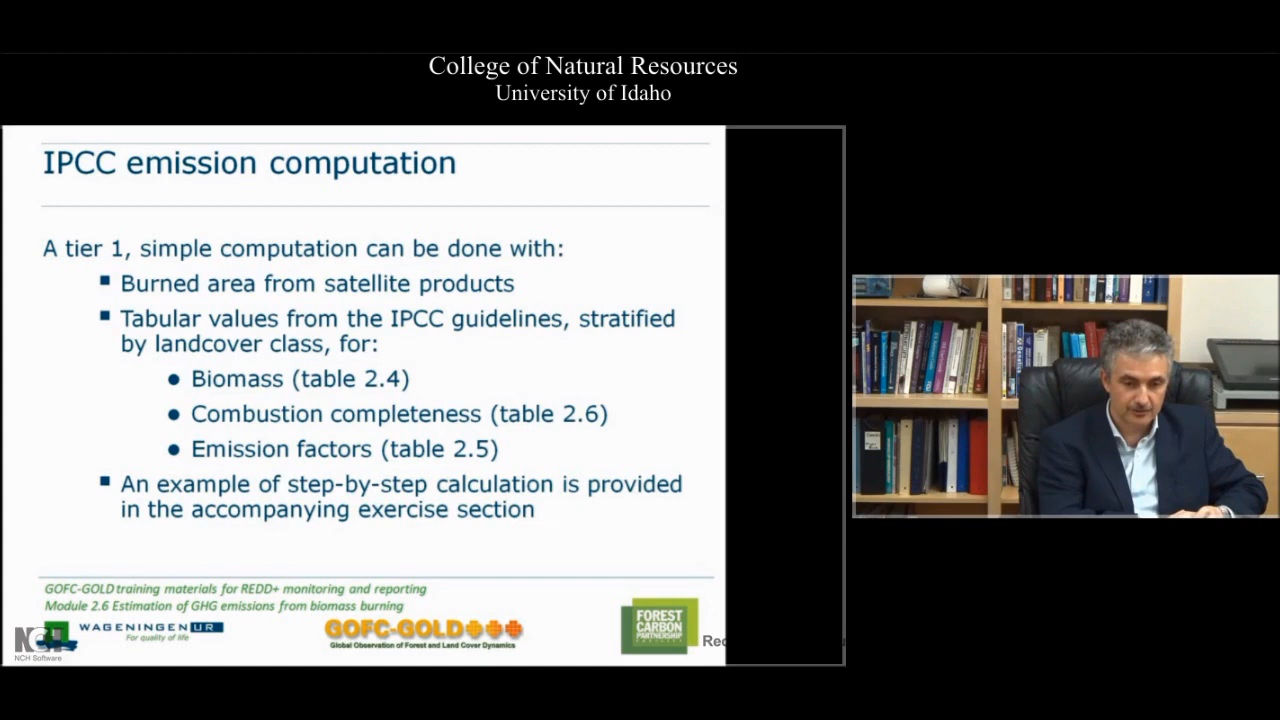 College of Natural Resources
University of Idaho
IPCC emission computation
A tier 1, simple computation can be done with:
Burned area from satellite products
Tabular values from the IPCC guidelines, stratified
by landcover class, for:
Biomass (table 2.4)
Combustion completeness (table 2.6)
Emission factors (table 2.5)
An example of step-by-step calculation is provided
in the accompanying exercise section
GOFC-GOLD training materials for REDD+ monitoring and reporting
Module 2.6 Estimation of GHG emissions from biomass burning
WAGENINGEN UR
For quality of life
GOFC-GOLD
Global Observation of Forest and Land Cover Dynamics
FOREST
CARBON
PARTNERSHIP
NCH
NCH Software